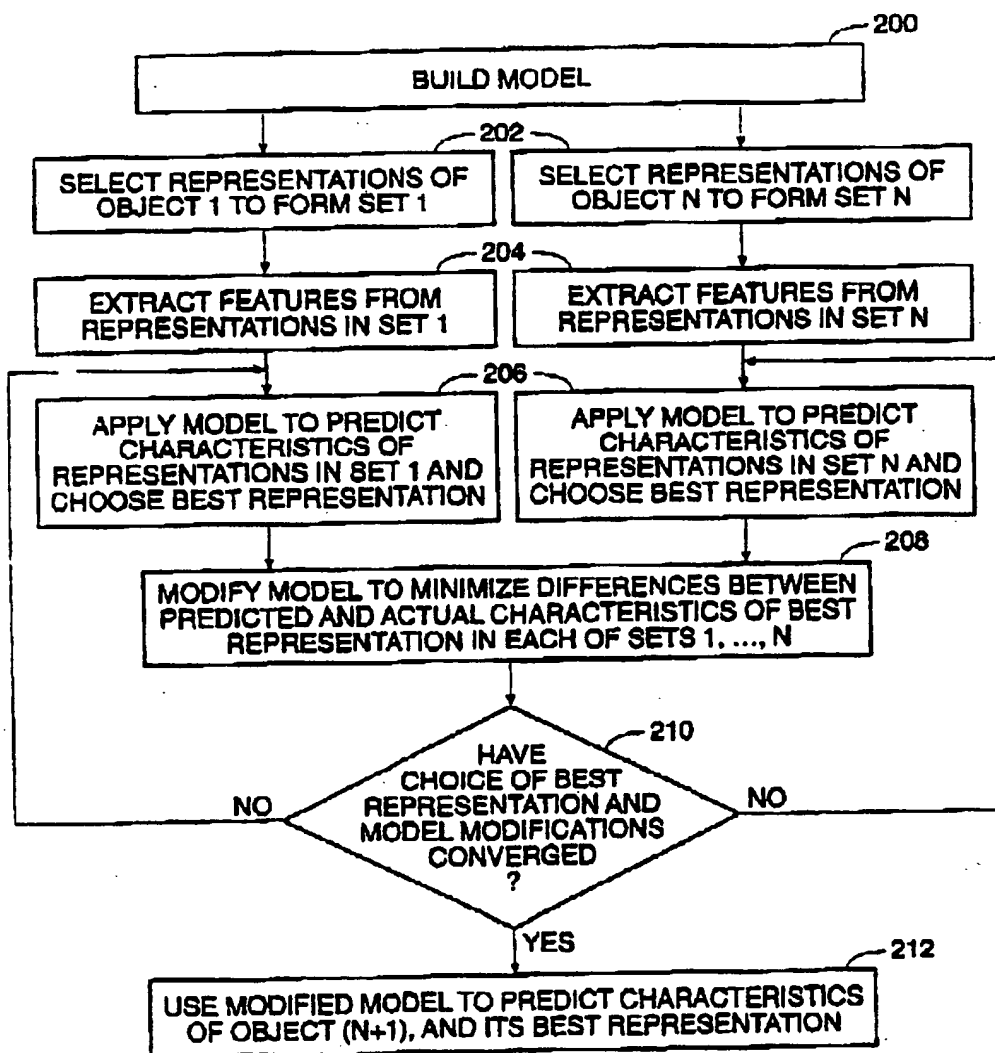 200
BUILD MODEL
202
SELECT REPRESENTATIONS OF
OBJECT 1 TO FORM SET 1
SELECT REPRESENTATIONS OF
OBJECT N TO FORM SET N
204
EXTRACT FEATURES FROM
REPRESENTATIONS IN SET 1
EXTRACT FEATURES FROM
REPRESENTATIONS IN SET N
206
APPLY MODEL TO PREDICT
CHARACTERISTICS OF
REPRESENTATIONS IN SET 1 AND
CHOOSE BEST REPRESENTATION
APPLY MODEL TO PREDICT
CHARACTERISTICS OF
REPRESENTATIONS IN SET N AND
CHOOSE BEST REPRESENTATION
208
MODIFY MODEL TO MINIMIZE DIFFERENCES BETWEEN
PREDICTED AND ACTUAL CHARACTERISTICS OF BEST
REPRESENTATION IN EACH OF SETS 1, ..., N
210
HAVE
CHOICE OF BEST
REPRESENTATION AND
MODEL MODIFICATIONS
CONVERGED
?
NO
NO
YES
212
USE MODIFIED MODEL TO PREDICT CHARACTERISTICS
OF OBJECT (N+1), AND ITS BEST REPRESENTATION